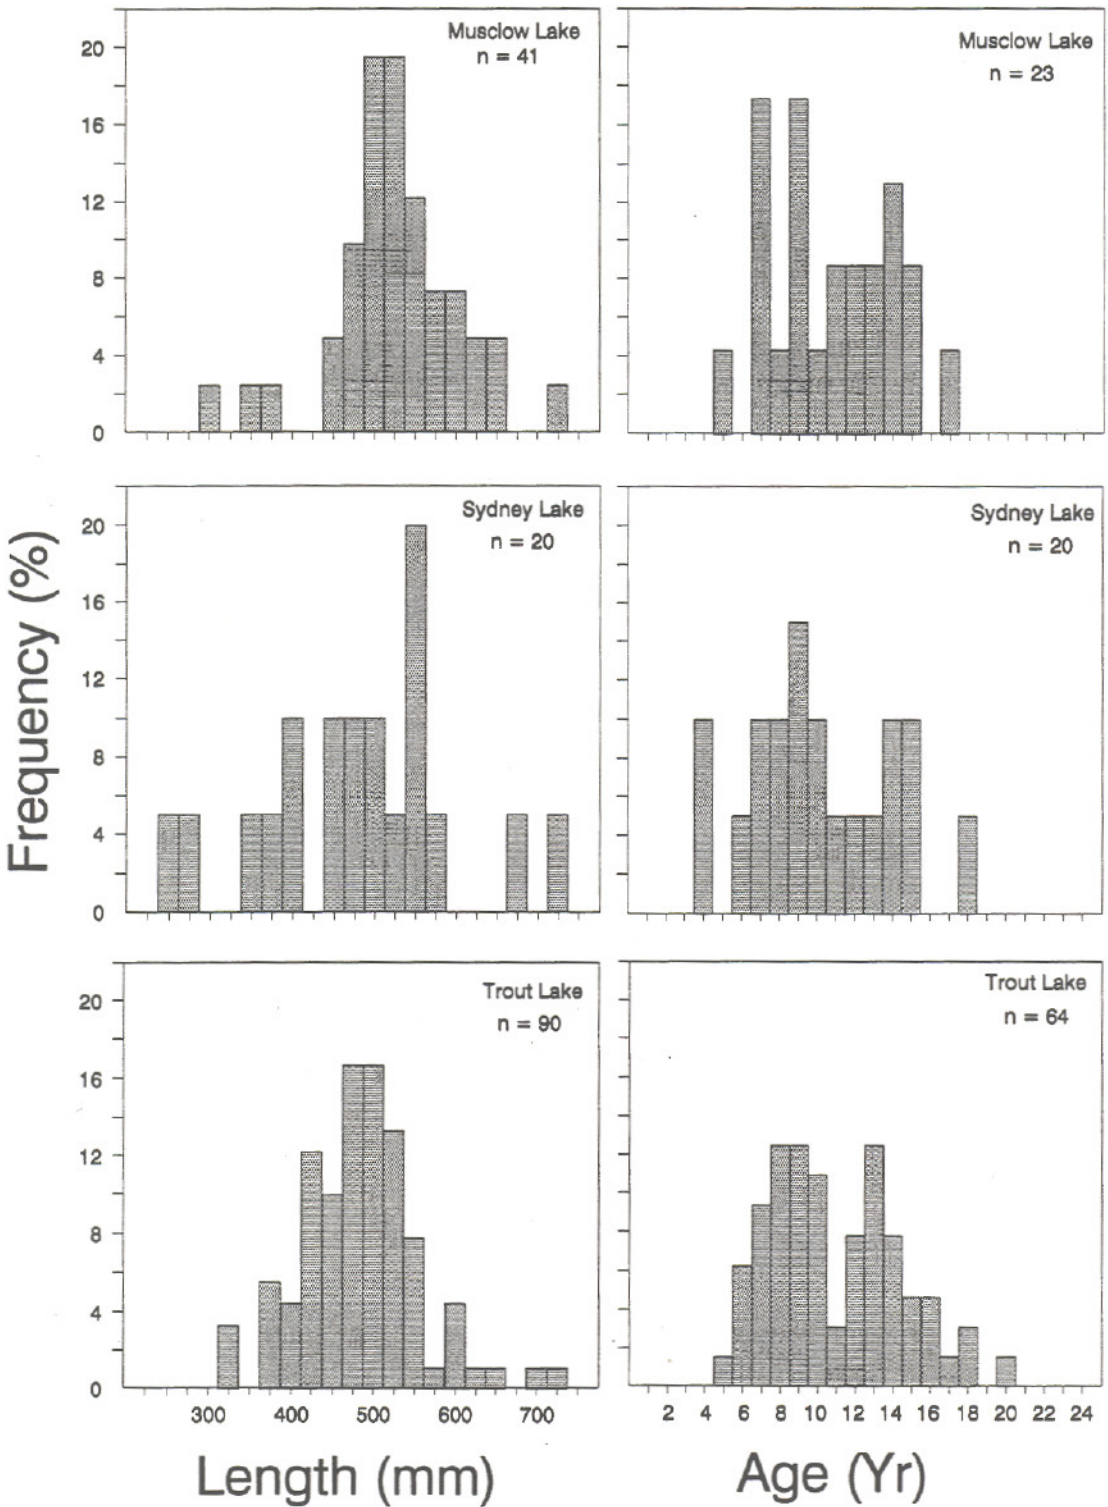 Musclow Lake
n = 41
20
16
12
8
4
0
Musclow Lake
n = 23
Sydney Lake
n = 20
20
16
12
8
4
0
Sydney Lake
n = 20
Trout Lake
n = 90
20
16
12
8
4
0
300 400 500 600 700
Trout Lake
n = 64
2 4 6 8 10 12 14 16 18 20 22 24
Frequency (%)
Length (mm)
Age (Yr)